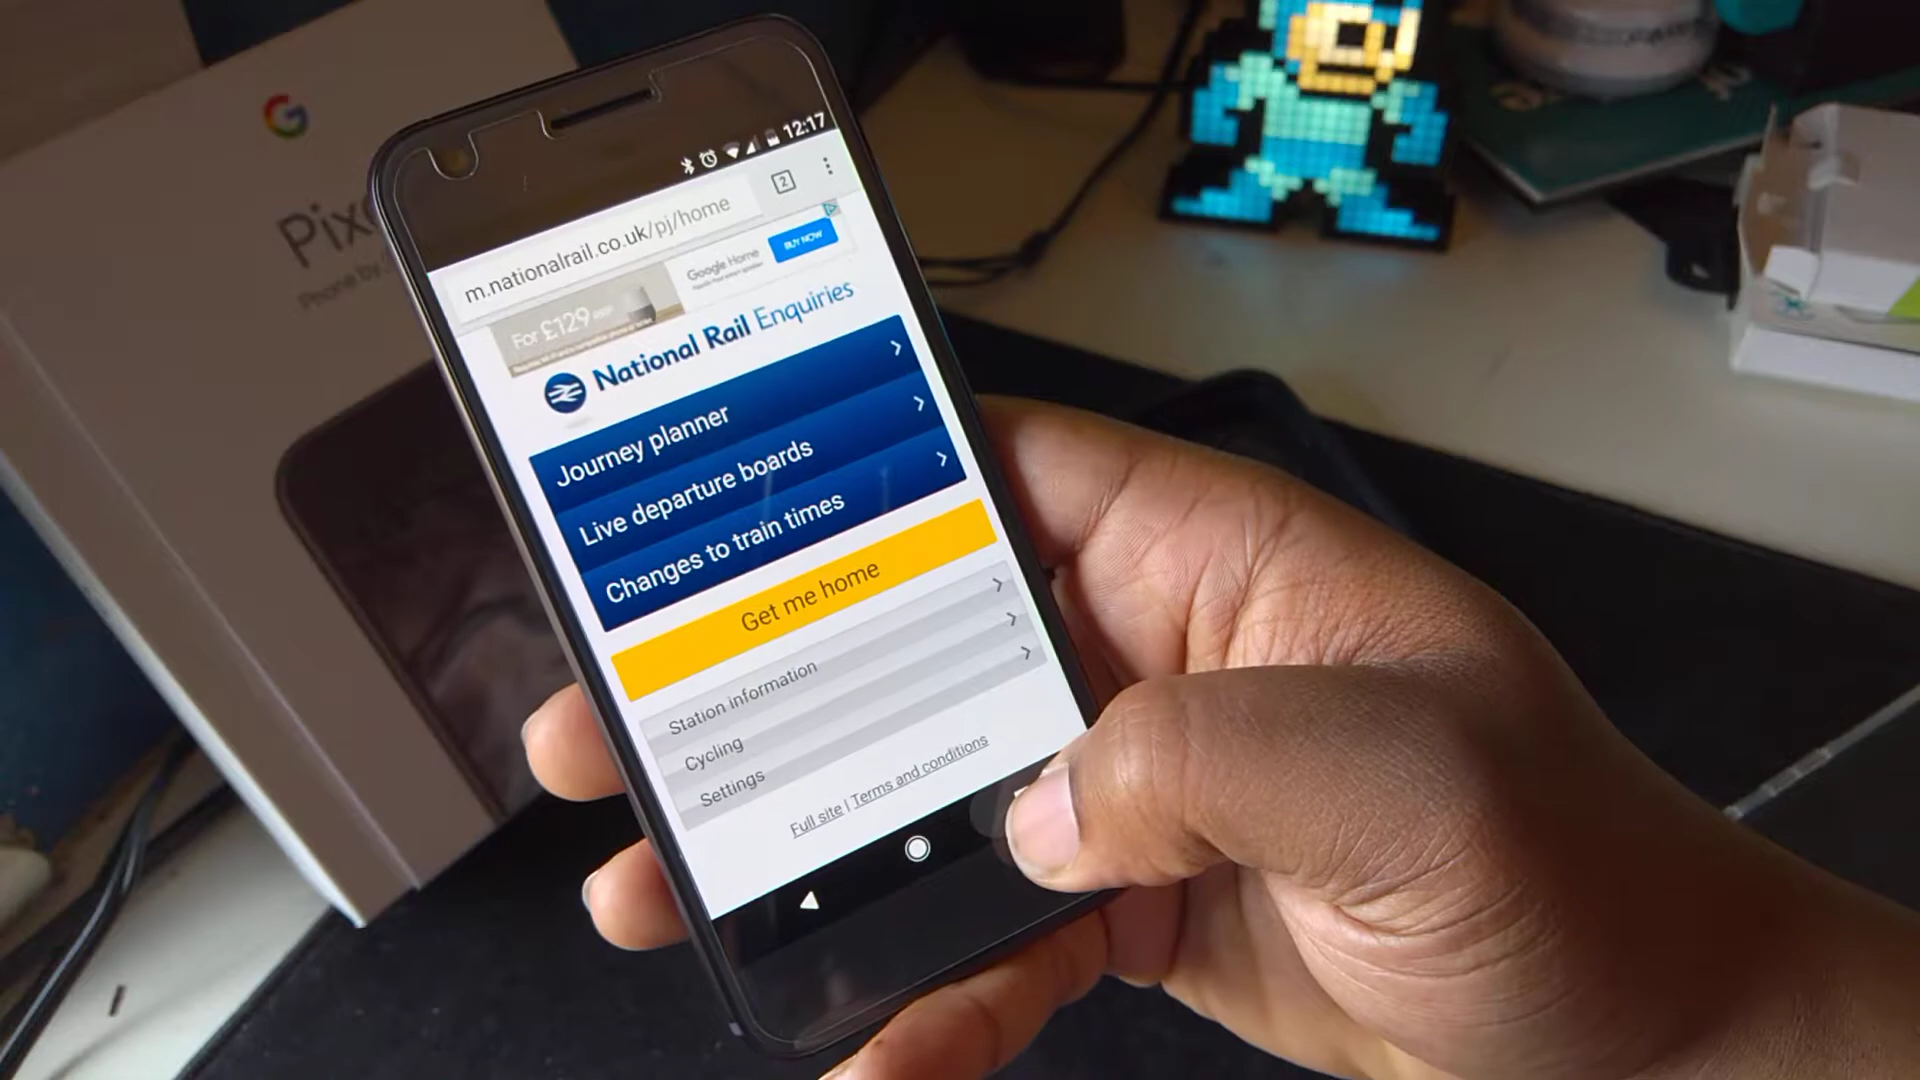 Phone by
12:17
2
m.nationalrail.co.uk/pj/home
For £129
Google Home
BUY NOW
National Rail Enquiries
Journey planner
Live departure boards
Changes to train times
Get me home
Station information
Cycling
Settings
Full site | Terms and conditions